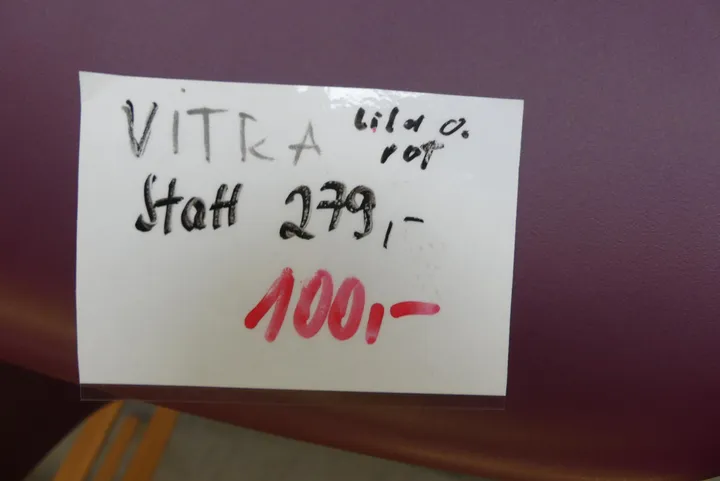 VITRA lila o.
rot
Statt 279,-
100,-